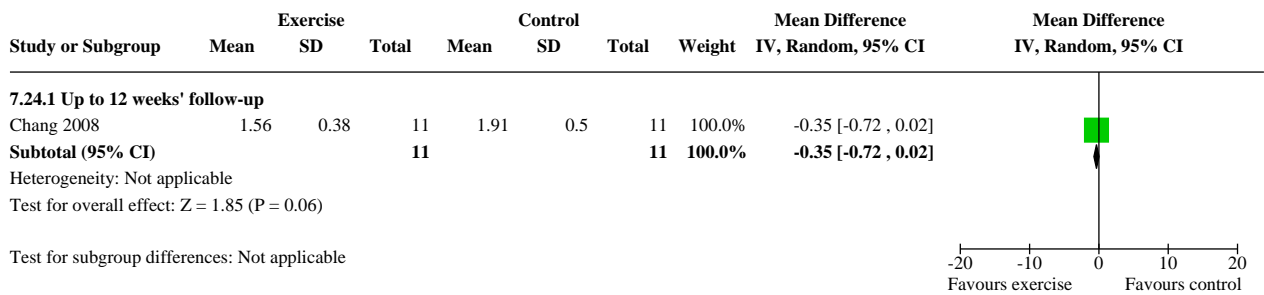 Exercise Control Mean Difference Mean Difference
Study or Subgroup Mean SD Total Mean SD Total Weight IV, Random, 95% CI IV, Random, 95% CI
7.24.1 Up to 12 weeks' follow-up
Chang 2008 1.56 0.38 11 1.91 0.5 11 100.0% -0.35 [-0.72 , 0.02]
Subtotal (95% CI) 11 11 100.0% -0.35 [-0.72 , 0.02]
Heterogeneity: Not applicable
Test for overall effect: Z = 1.85 (P = 0.06)
Test for subgroup differences: Not applicable
-20 -10 0 10 20
Favours exercise Favours control